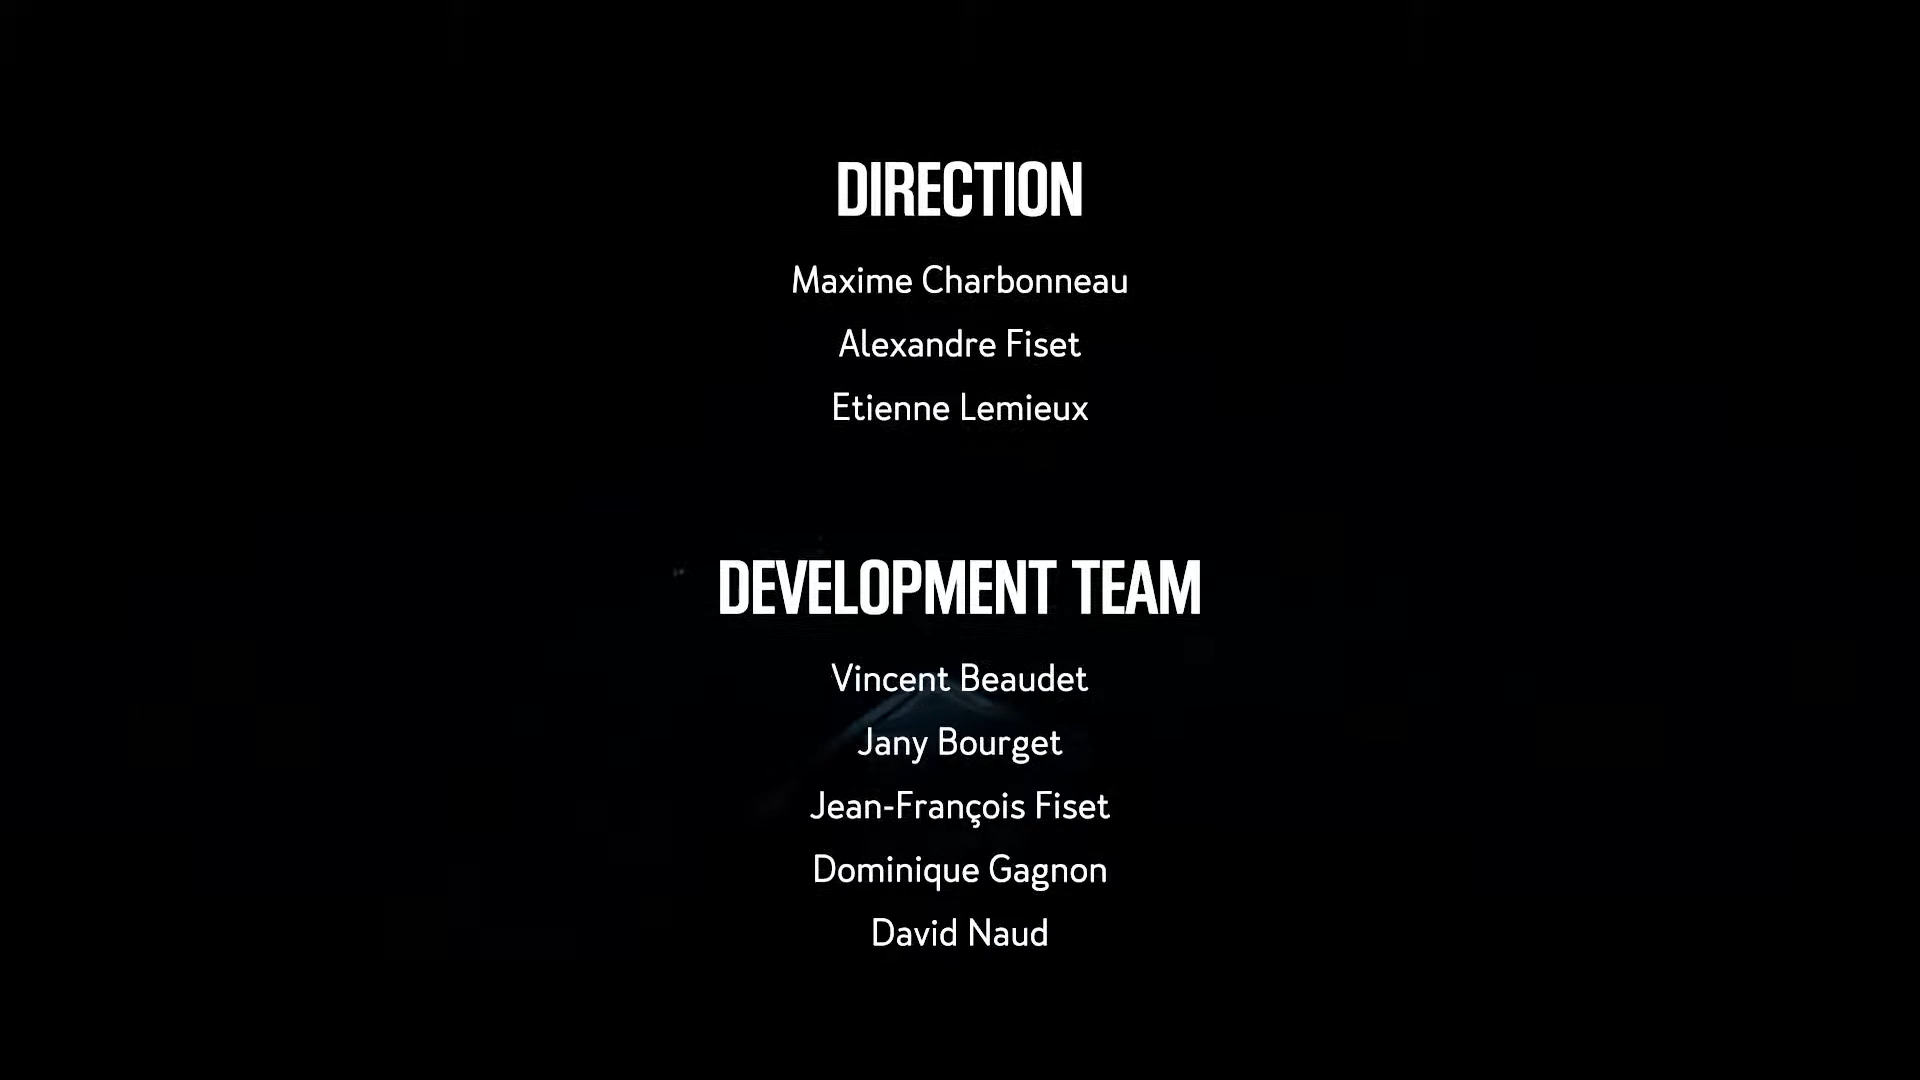 DIRECTION
Maxime Charbonneau
Alexandre Fiset
Etienne Lemieux
DEVELOPMENT TEAM
Vincent Beaudet
Jany Bourget
Jean-François Fiset
Dominique Gagnon
David Naud